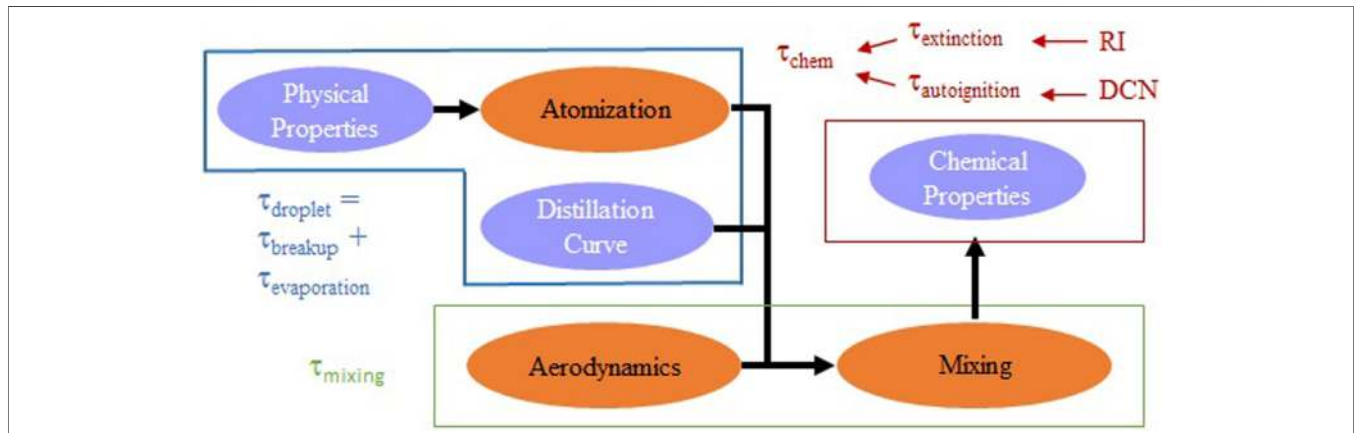 τchem
τextinction
RI
τautoignition
DCN
Physical
Properties
Atomization
Chemical
Properties
τdroplet =
τbreakup +
τevaporation
Distillation
Curve
τmixing
Aerodynamics
Mixing